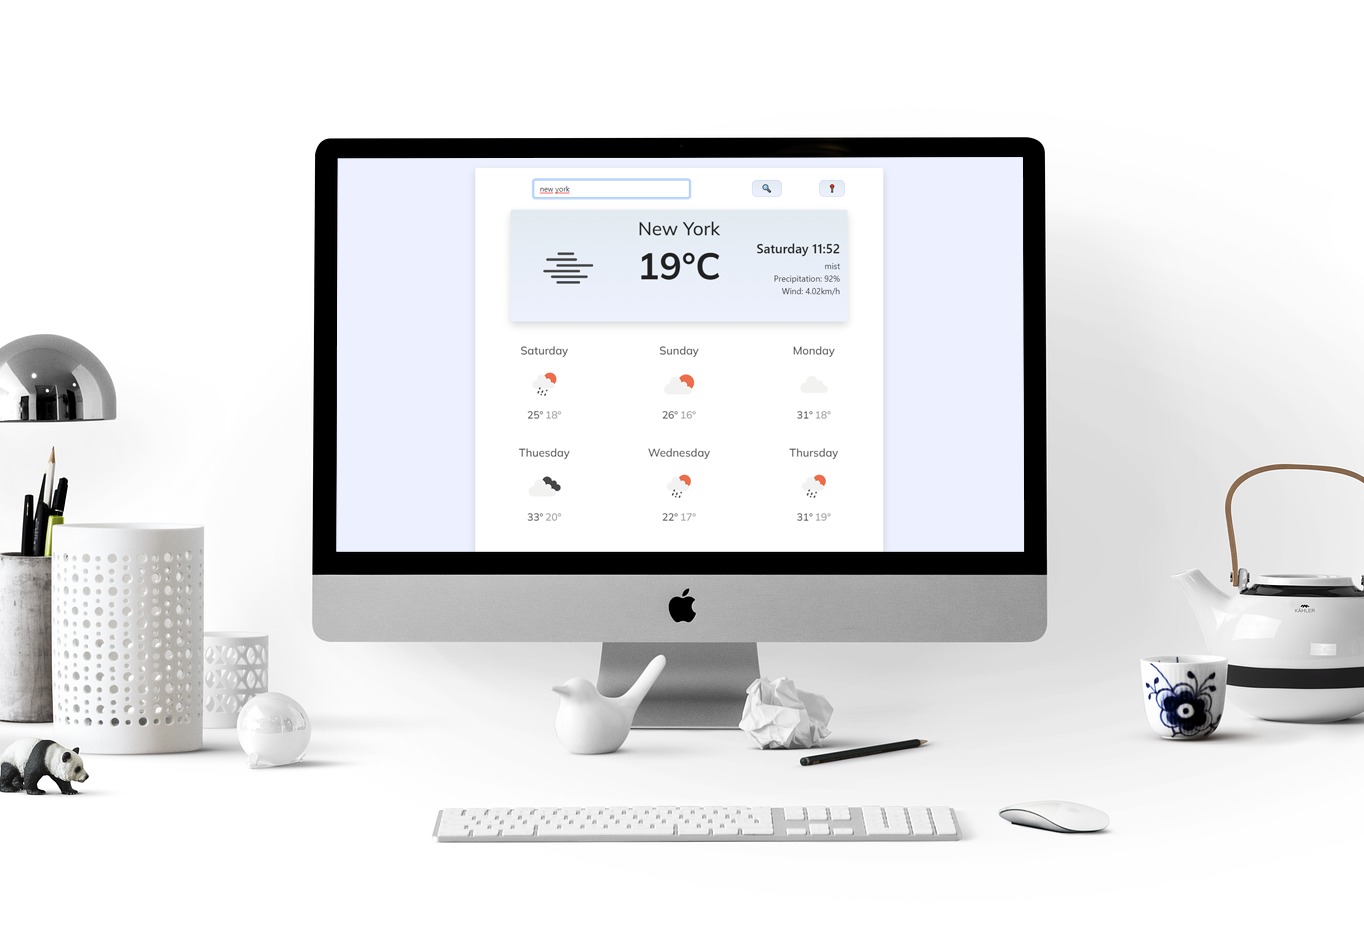 new york
New York
19°C
Saturday 11:52
mist
Precipitation: 92%
Wind: 4.02km/h
Saturday Sunday Monday
25° 18° 26° 16° 31° 18°
Thuesday Wednesday Thursday
33° 20° 22° 17° 31° 19°
KÄHLER